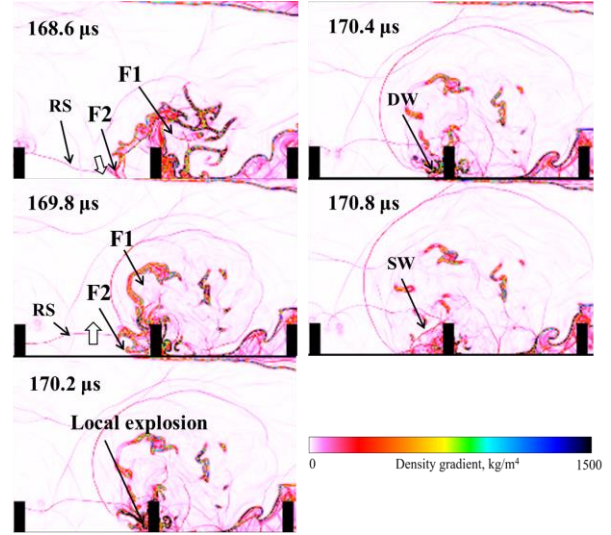 168.6 μs
F1
F2
RS
169.8 μs
F1
F2
RS
170.2 μs
Local explosion
170.4 μs
DW
170.8 μs
SW
0
Density gradient, kg/m⁴
1500